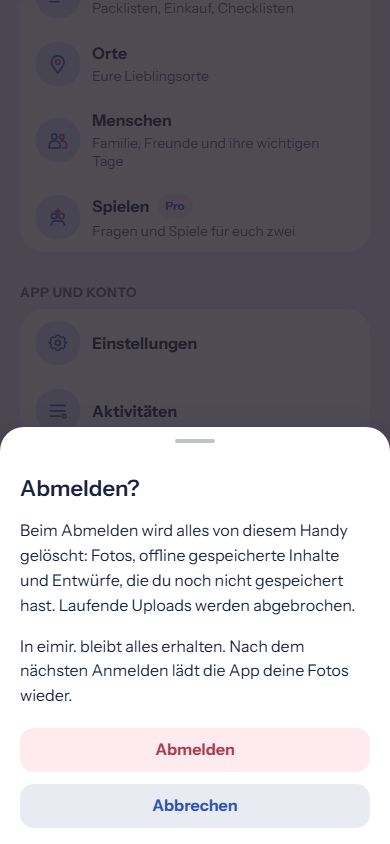 Packlisten, Einkauf, Checklisten
Orte
Eure Lieblingsorte
Menschen
Familie, Freunde und ihre wichtigen
Tage
Spielen Pro
Fragen und Spiele für euch zwei
APP UND KONTO
Einstellungen
Aktivitäten
Abmelden?
Beim Abmelden wird alles von diesem Handy
gelöscht: Fotos, offline gespeicherte Inhalte
und Entwürfe, die du noch nicht gespeichert
hast. Laufende Uploads werden abgebrochen.
In eimir. bleibt alles erhalten. Nach dem
nächsten Anmelden lädt die App deine Fotos
wieder.
Abmelden
Abbrechen